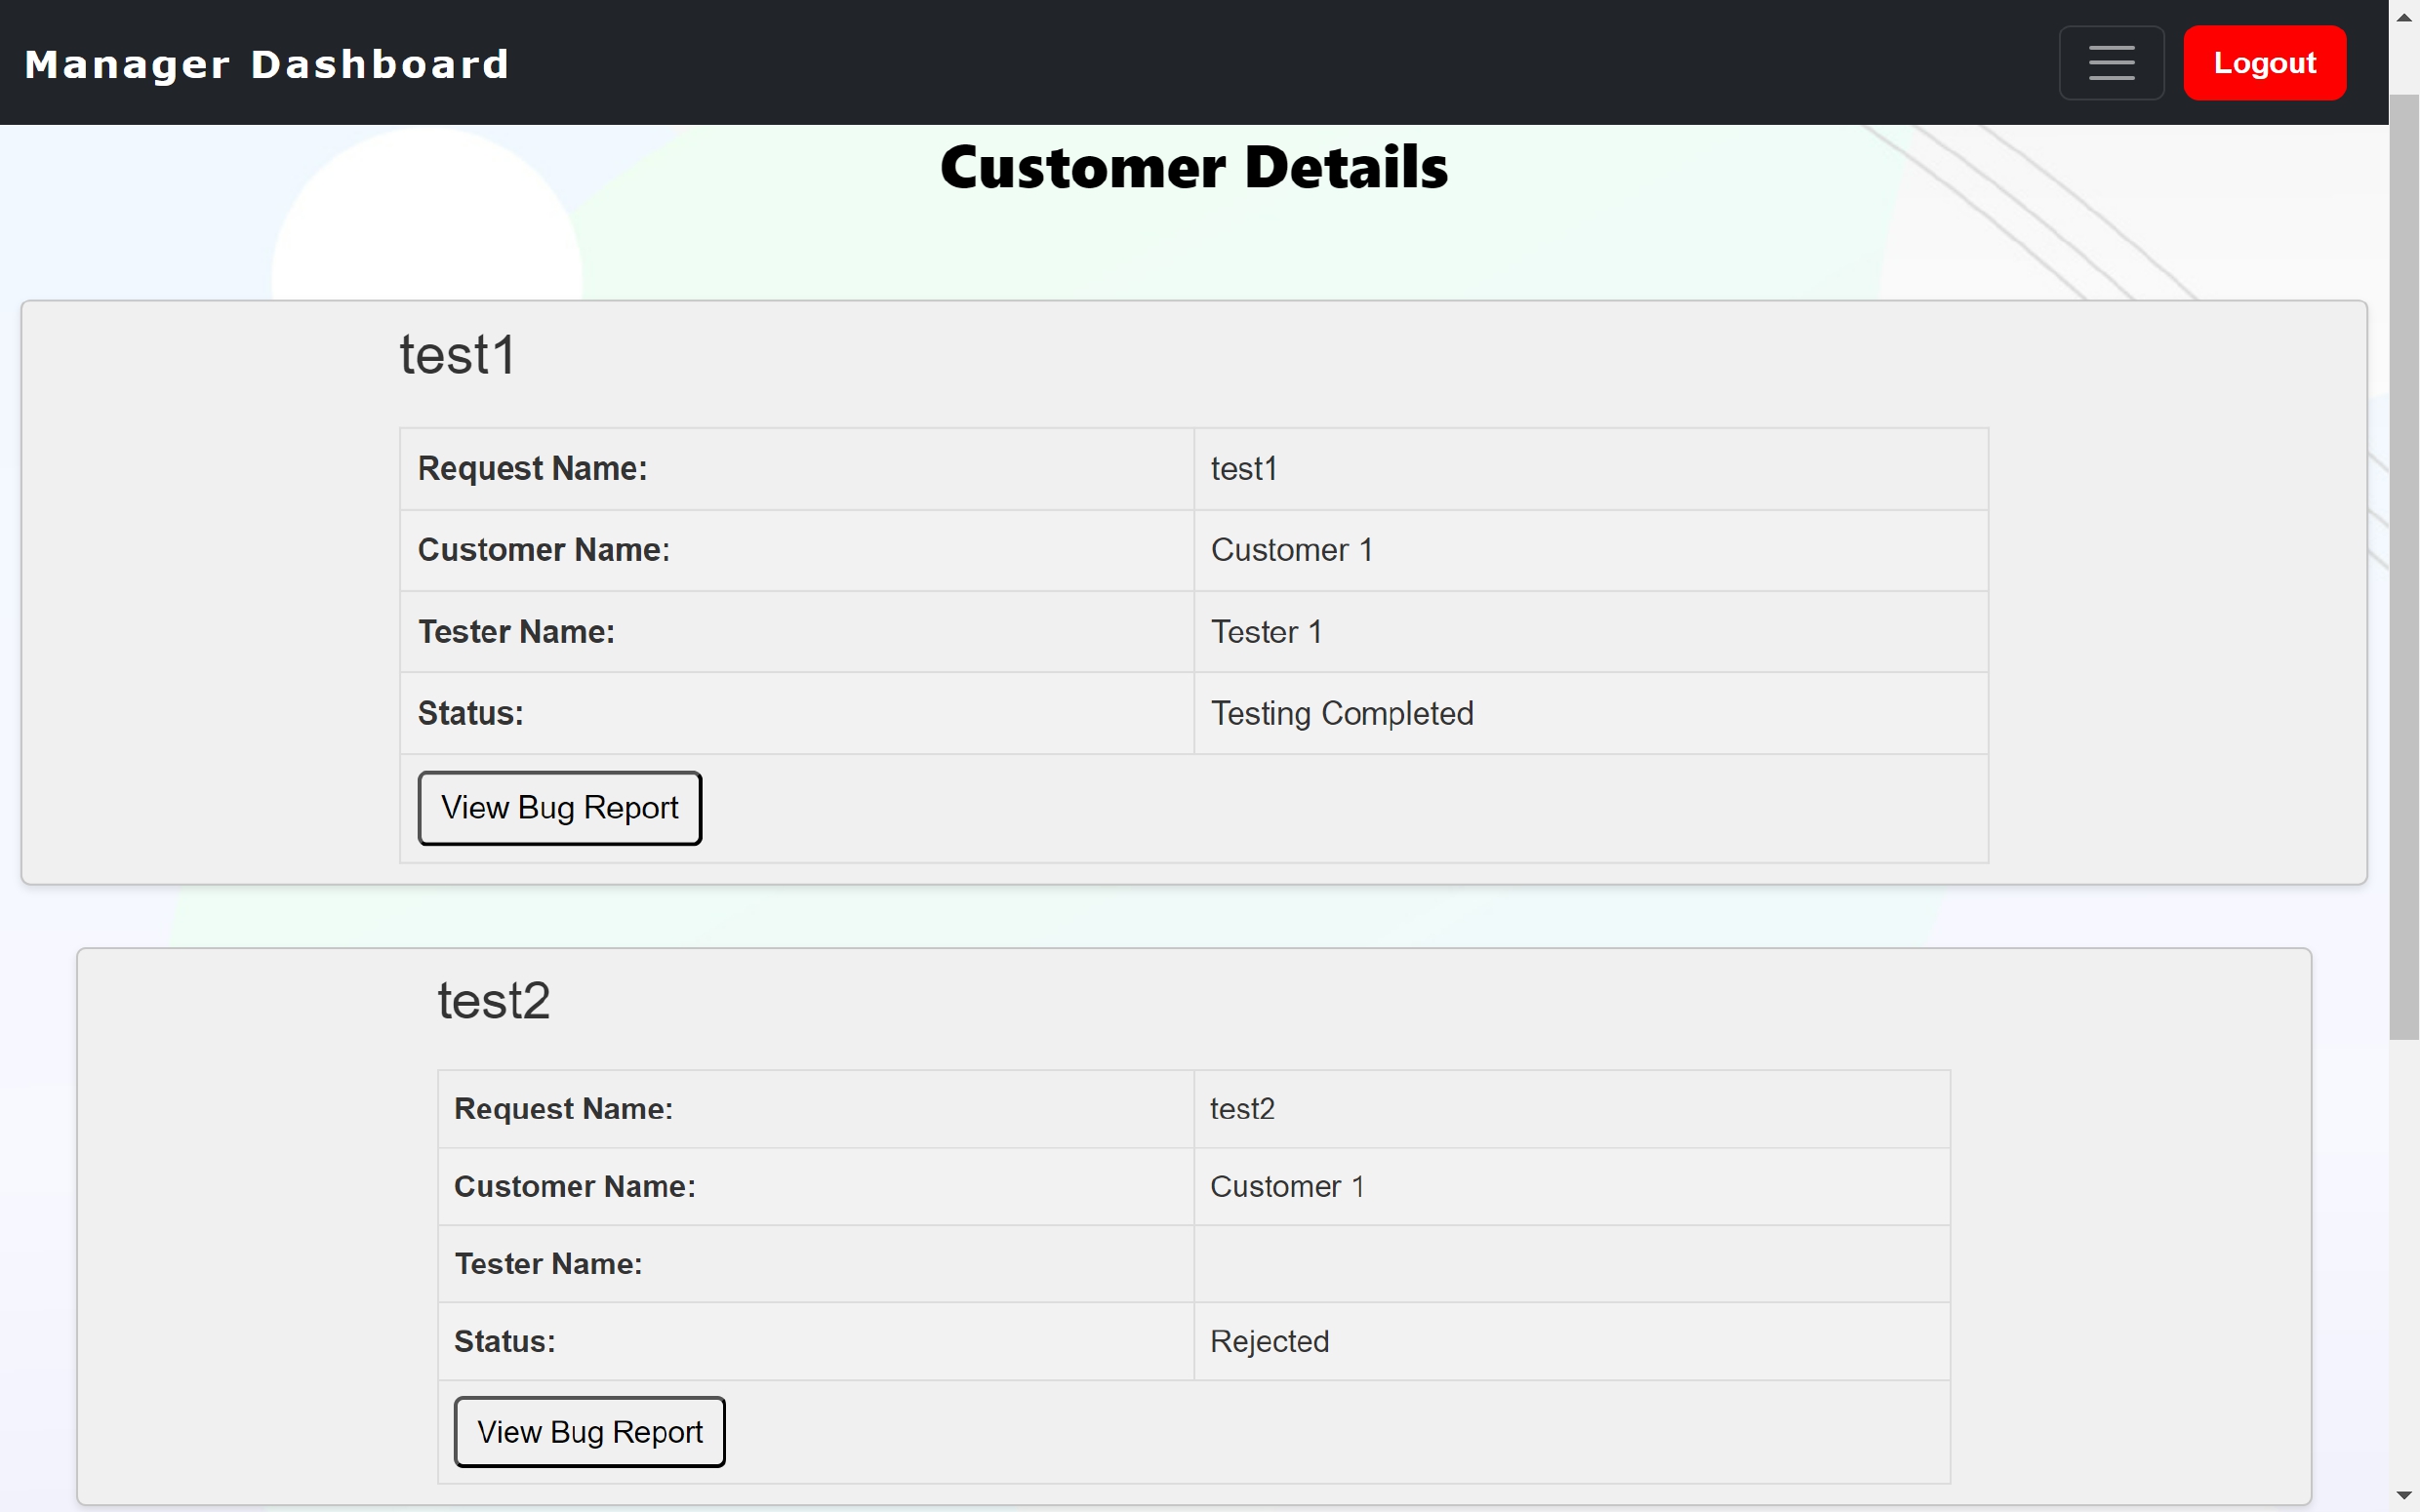 Manager Dashboard
Logout
Customer Details
test1
Request Name: test1
Customer Name: Customer 1
Tester Name: Tester 1
Status: Testing Completed
View Bug Report
test2
Request Name: test2
Customer Name: Customer 1
Tester Name:
Status: Rejected
View Bug Report